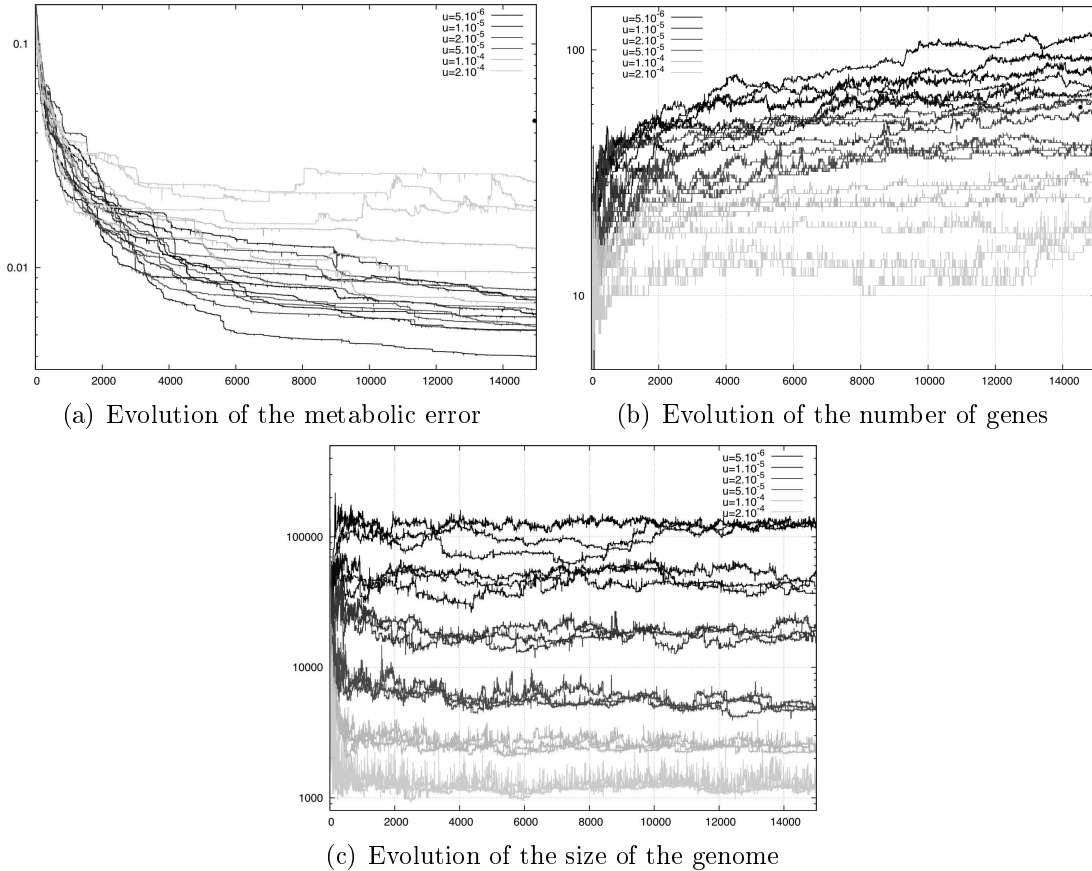 u=5.10-6
u=1.10-5
u=2.10-5
u=5.10-5
u=1.10-4
u=2.10-4
0.1
0.01
0 2000 4000 6000 8000 10000 12000 14000
(a) Evolution of the metabolic error
u=5.10-6
u=1.10-5
u=2.10-5
u=5.10-5
u=1.10-4
u=2.10-4
100
10
0 2000 4000 6000 8000 10000 12000 14000
(b) Evolution of the number of genes
u=5.10-6
u=1.10-5
u=2.10-5
u=5.10-5
u=1.10-4
u=2.10-4
100000
10000
1000
0 2000 4000 6000 8000 10000 12000 14000
(c) Evolution of the size of the genome